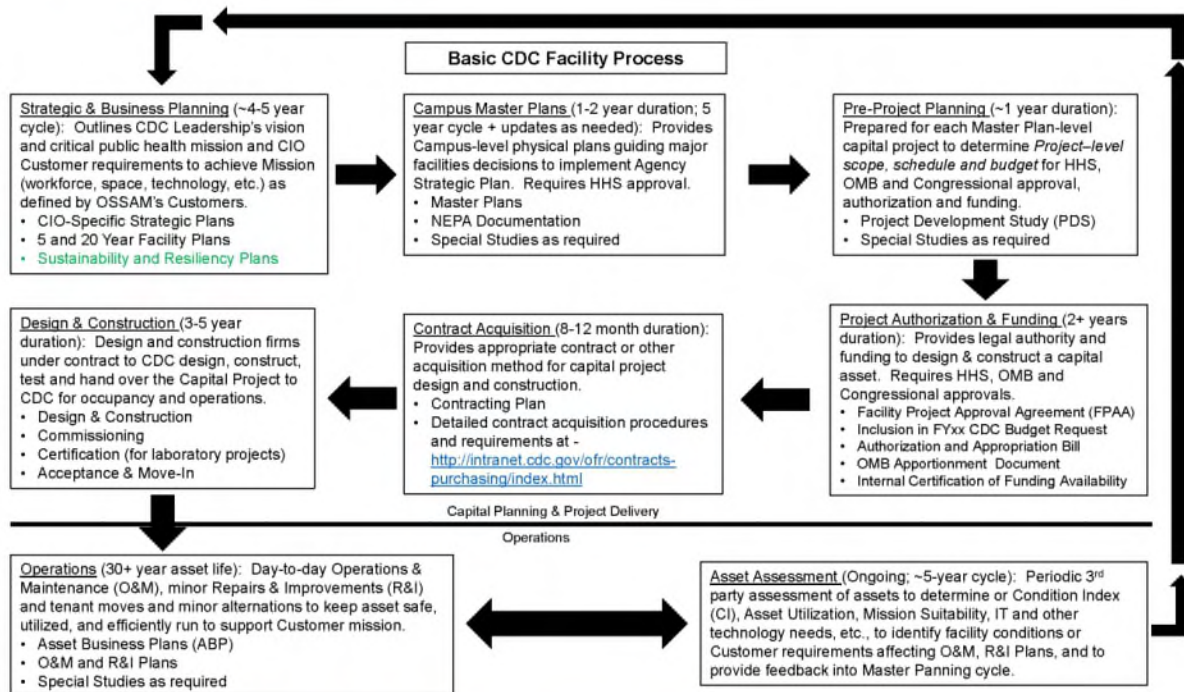 Basic CDC Facility Process
Strategic & Business Planning (~4-5 year
cycle): Outlines CDC Leadership's vision
and critical public health mission and CIO
Customer requirements to achieve Mission
(workforce, space, technology, etc.) as
defined by OSSAM's Customers.
• CIO-Specific Strategic Plans
• 5 and 20 Year Facility Plans
• Sustainability and Resiliency Plans
Campus Master Plans (1-2 year duration; 5
year cycle + updates as needed): Provides
Campus-level physical plans guiding major
facilities decisions to implement Agency
Strategic Plan. Requires HHS approval.
• Master Plans
• NEPA Documentation
• Special Studies as required
Pre-Project Planning (~1 year duration):
Prepared for each Master Plan-level
capital project to determine Project–level
scope, schedule and budget for HHS,
OMB and Congressional approval,
authorization and funding.
• Project Development Study (PDS)
• Special Studies as required
Design & Construction (3-5 year
duration): Design and construction firms
under contract to CDC design, construct,
test and hand over the Capital Project to
CDC for occupancy and operations.
• Design & Construction
• Commissioning
• Certification (for laboratory projects)
• Acceptance & Move-In
Contract Acquisition (8-12 month duration):
Provides appropriate contract or other
acquisition method for capital project
design and construction.
• Contracting Plan
• Detailed contract acquisition procedures
and requirements at -
http://intranet.cdc.gov/ofr/contracts-
purchasing/index.html
Project Authorization & Funding (2+ years
duration): Provides legal authority and
funding to design & construct a capital
asset. Requires HHS, OMB and
Congressional approvals.
• Facility Project Approval Agreement (FPAA)
• Inclusion in FYxx CDC Budget Request
• Authorization and Appropriation Bill
• OMB Apportionment Document
• Internal Certification of Funding Availability
Capital Planning & Project Delivery
Operations
Operations (30+ year asset life): Day-to-day Operations &
Maintenance (O&M), minor Repairs & Improvements (R&I)
and tenant moves and minor alternations to keep asset safe,
utilized, and efficiently run to support Customer mission.
• Asset Business Plans (ABP)
• O&M and R&I Plans
• Special Studies as required
Asset Assessment (Ongoing; ~5-year cycle): Periodic 3rd
party assessment of assets to determine or Condition Index
(CI), Asset Utilization, Mission Suitability, IT and other
technology needs, etc., to identify facility conditions or
Customer requirements affecting O&M, R&I Plans, and to
provide feedback into Master Panning cycle.